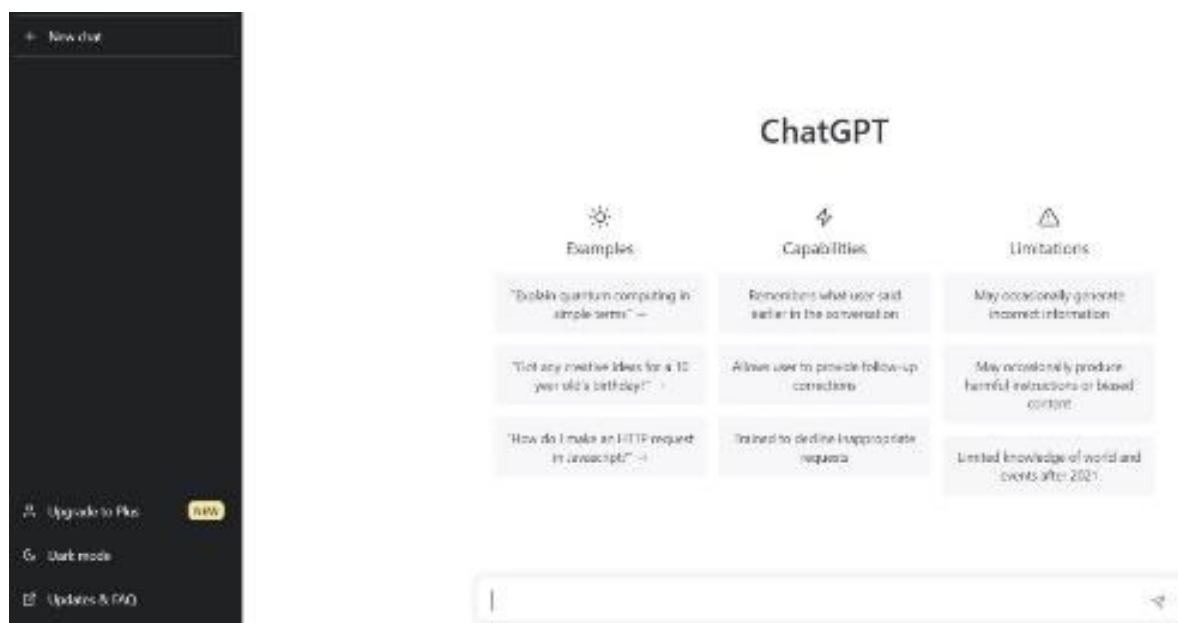 + New chat
ChatGPT
Examples
"Explain quantum computing in
simple terms" →
"Got any creative ideas for a 10
year old's birthday?" →
"How do I make an HTTP request
in Javascript?" →
Capabilities
Remembers what user said
earlier in the conversation
Allows user to provide follow-up
corrections
Trained to decline inappropriate
requests
Limitations
May occasionally generate
incorrect information
May occasionally produce
harmful instructions or biased
content
Limited knowledge of world and
events after 2021
Upgrade to Plus NEW
Dark mode
Updates & FAQ